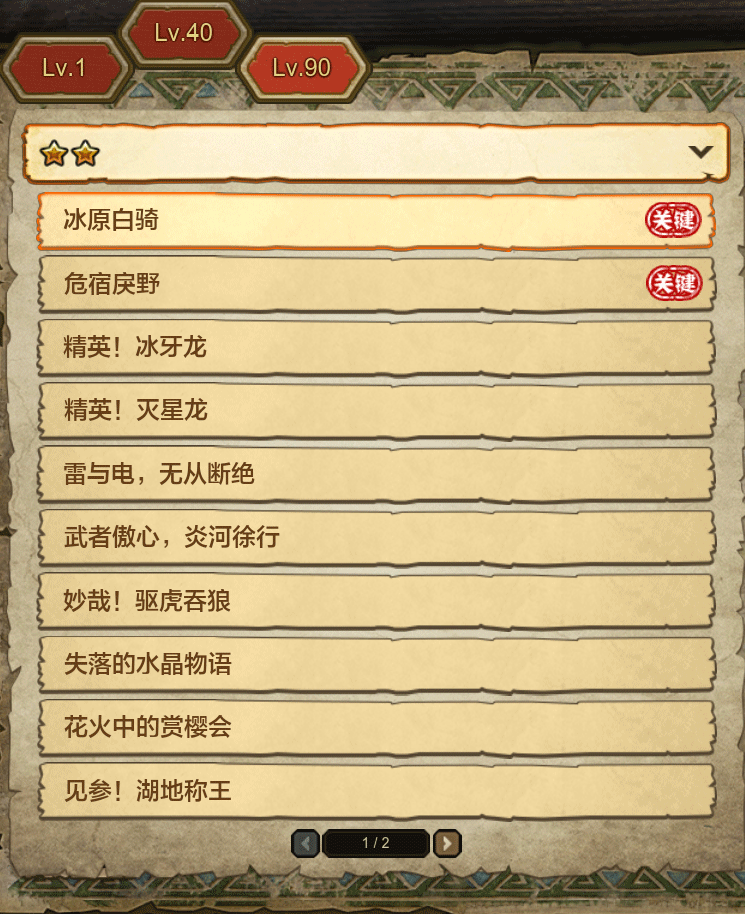 Lv.40
Lv.1
Lv.90
冰原白骑
关键
危宿戾野
关键
精英！冰牙龙
精英！灭星龙
雷与电，无从断绝
武者傲心，炎河徐行
妙哉！驱虎吞狼
失落的水晶物语
花火中的赏樱会
见参！湖地称王
1 / 2